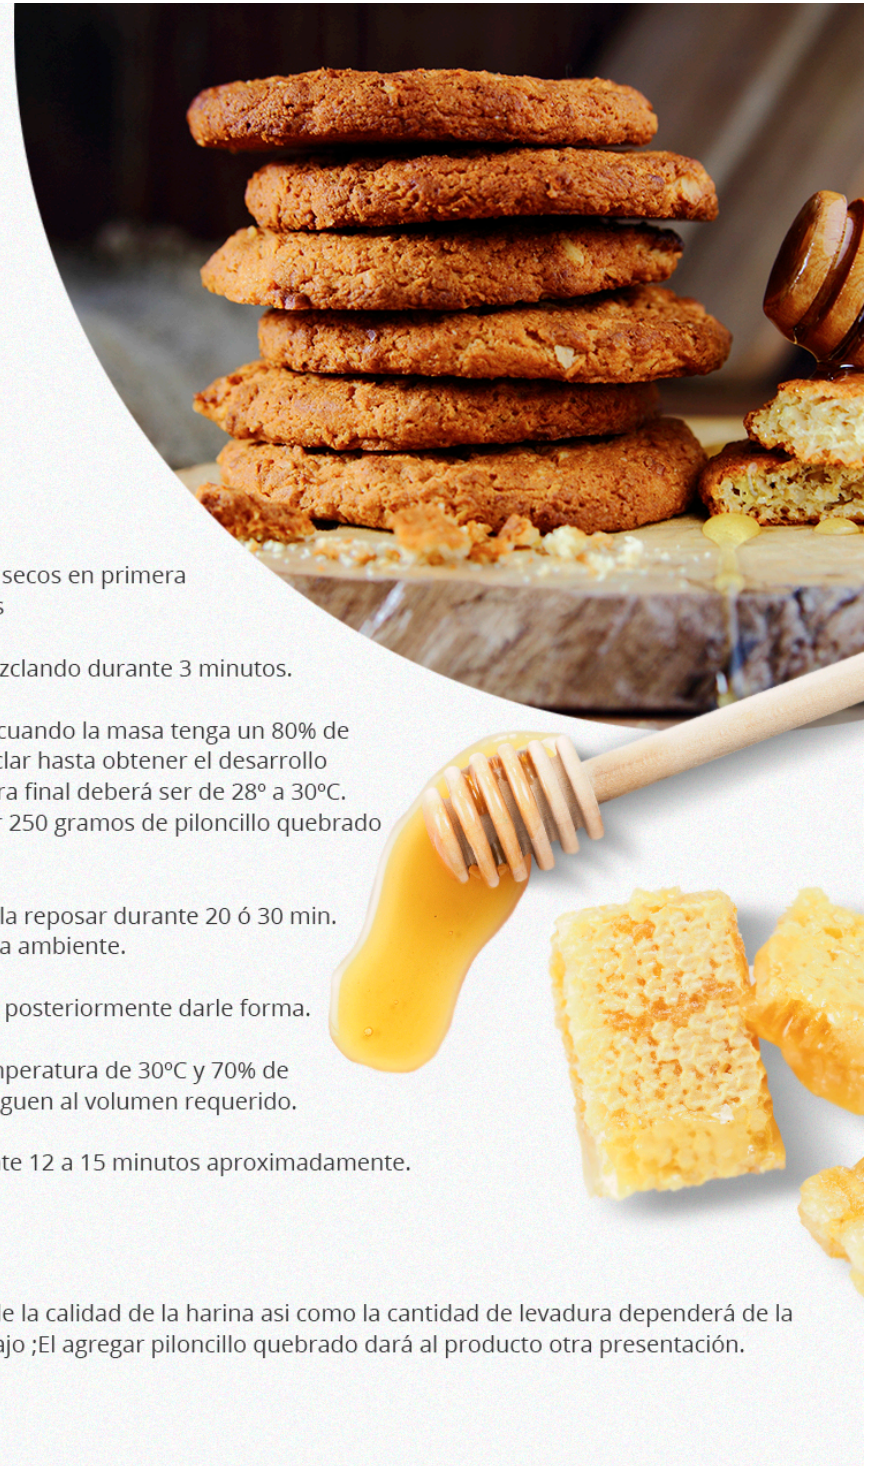 secos en primera
s
zclando durante 3 minutos.
cuando la masa tenga un 80% de
clar hasta obtener el desarrollo
ra final deberá ser de 28º a 30ºC.
r 250 gramos de piloncillo quebrado
la reposar durante 20 ó 30 min.
a ambiente.
posteriormente darle forma.
nperatura de 30ºC y 70% de
guen al volumen requerido.
te 12 a 15 minutos aproximadamente.
le la calidad de la harina asi como la cantidad de levadura dependerá de la
ajo ;El agregar piloncillo quebrado dará al producto otra presentación.